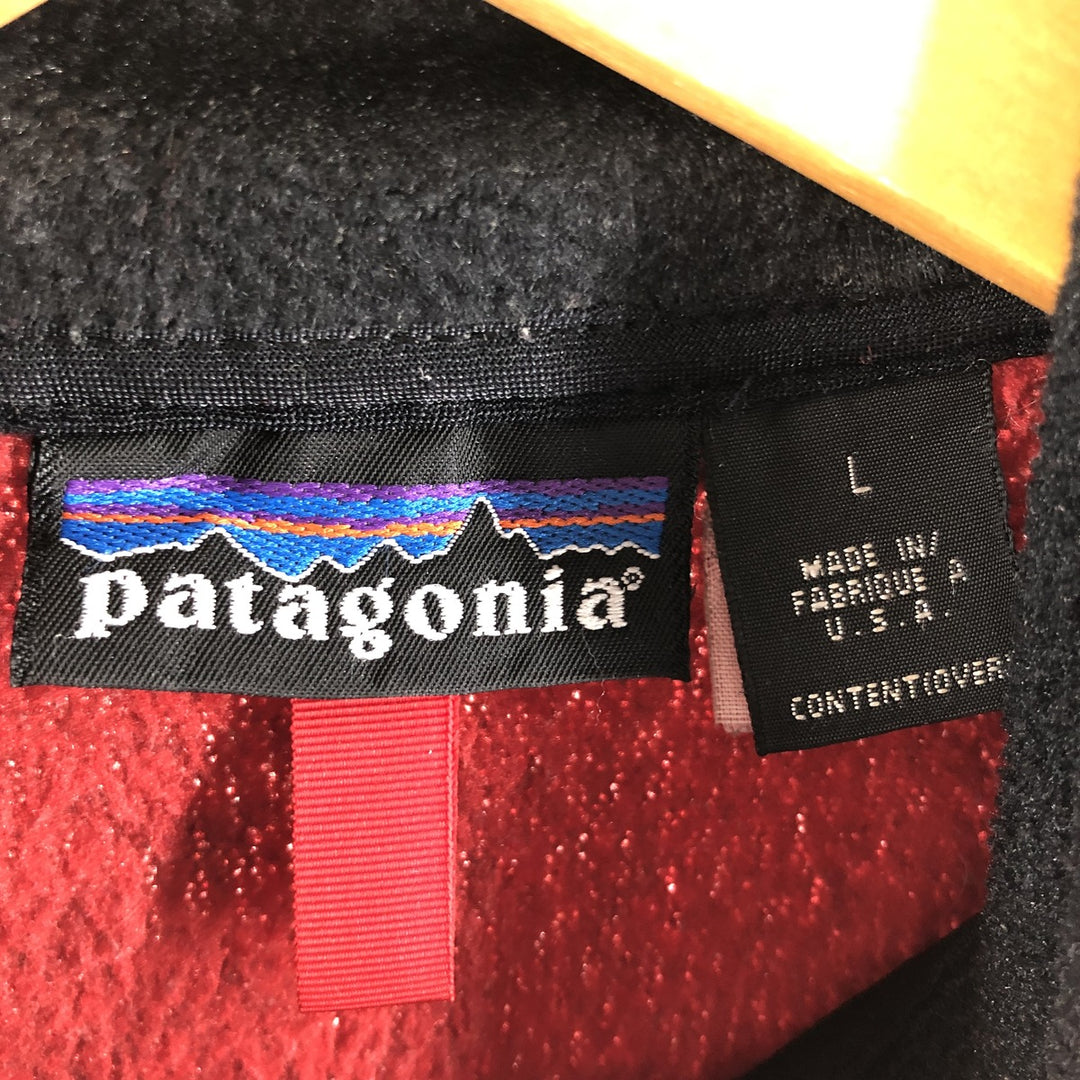 patagonia®
L
MADE IN/
FABRIQUE A
U.S.A.
CONTENT:OVER